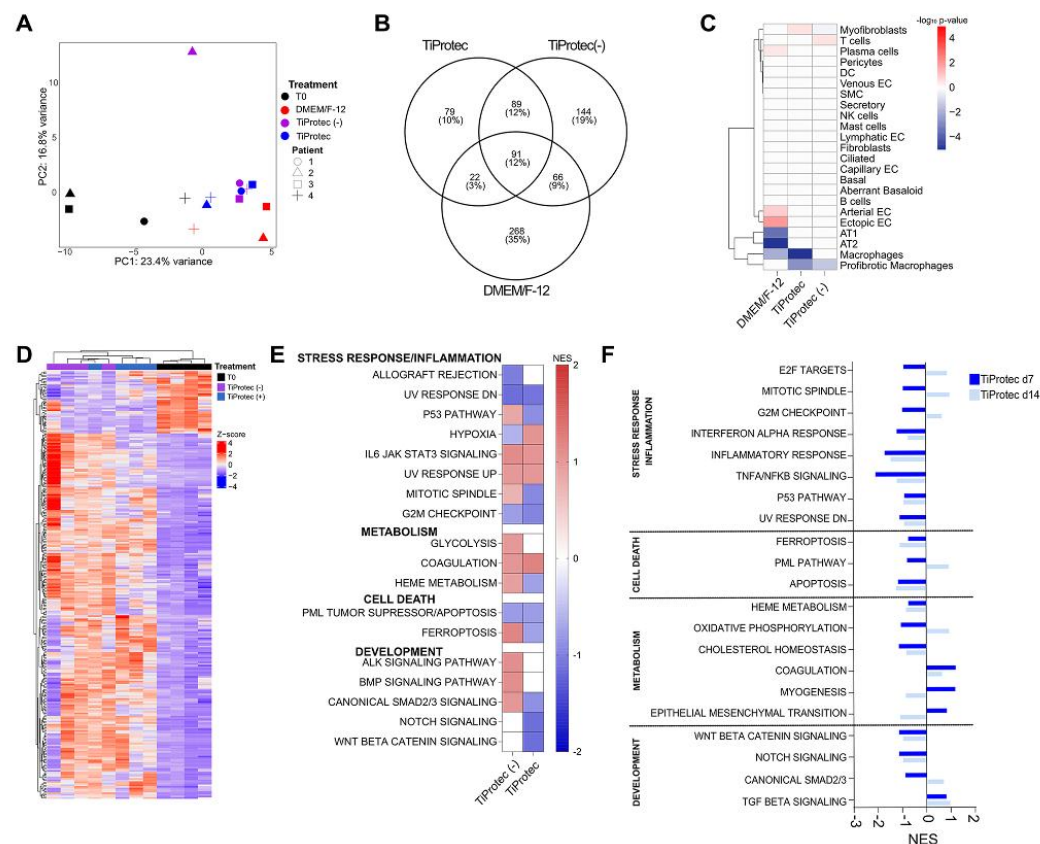 A
PC2: 16.8% variance
10
5
0
-10
-5
0
5
PC1: 23.4% variance
Treatment
T0
DMEM/F-12
TiProtec (-)
TiProtec
Patient
1
2
3
4
B
TiProtec
TiProtec(-)
79
(10%)
89
(12%)
144
(19%)
91
(12%)
22
(3%)
66
(9%)
268
(35%)
DMEM/F-12
C
-log₁₀ p-value
4
2
0
-2
-4
Myofibroblasts
T cells
Plasma cells
Pericytes
DC
Venous EC
SMC
Secretory
NK cells
Mast cells
Lymphatic EC
Fibroblasts
Ciliated
Capillary EC
Basal
Aberrant Basaloid
B cells
Arterial EC
Ectopic EC
AT1
AT2
Macrophages
Profibrotic Macrophages
DMEM/F-12
TiProtec
TiProtec (-)
D
Treatment
T0
TiProtec (-)
TiProtec (+)
Z-score
4
2
0
-2
-4
E
STRESS RESPONSE/INFLAMMATION
ALLOGRAFT REJECTION
UV RESPONSE DN
P53 PATHWAY
HYPOXIA
IL6 JAK STAT3 SIGNALING
UV RESPONSE UP
MITOTIC SPINDLE
G2M CHECKPOINT
METABOLISM
GLYCOLYSIS
COAGULATION
HEME METABOLISM
CELL DEATH
PML TUMOR SUPRESSOR/APOPTOSIS
FERROPTOSIS
DEVELOPMENT
ALK SIGNALING PATHWAY
BMP SIGNALING PATHWAY
CANONICAL SMAD2/3 SIGNALING
NOTCH SIGNALING
WNT BETA CATENIN SIGNALING
TiProtec (-)
TiProtec
NES
2
1
0
-1
-2
F
TiProtec d7
TiProtec d14
STRESS RESPONSE
INFLAMMATION
E2F TARGETS
MITOTIC SPINDLE
G2M CHECKPOINT
INTERFERON ALPHA RESPONSE
INFLAMMATORY RESPONSE
TNFA/NFKB SIGNALING
P53 PATHWAY
UV RESPONSE DN
CELL DEATH
FERROPTOSIS
PML PATHWAY
APOPTOSIS
METABOLISM
HEME METABOLISM
OXIDATIVE PHOSPHORYLATION
CHOLESTEROL HOMEOSTASIS
COAGULATION
MYOGENESIS
EPITHELIAL MESENCHYMAL TRANSITION
DEVELOPMENT
WNT BETA CATENIN SIGNALING
NOTCH SIGNALING
CANONICAL SMAD2/3
TGF BETA SIGNALING
-3
-2
-1
0
1
2
NES